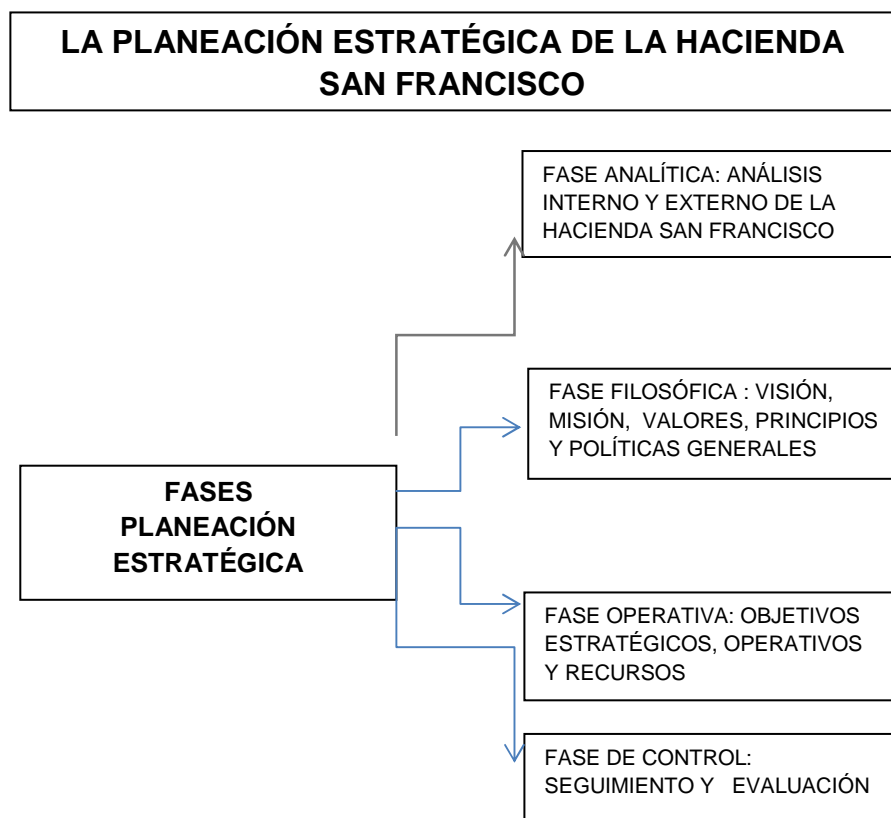 LA PLANEACIÓN ESTRATÉGICA DE LA HACIENDA
SAN FRANCISCO
FASE ANALÍTICA: ANÁLISIS
INTERNO Y EXTERNO DE LA
HACIENDA SAN FRANCISCO
FASE FILOSÓFICA : VISIÓN,
MISIÓN, VALORES, PRINCIPIOS
Y POLÍTICAS GENERALES
FASES
PLANEACIÓN
ESTRATÉGICA
FASE OPERATIVA: OBJETIVOS
ESTRATÉGICOS, OPERATIVOS
Y RECURSOS
FASE DE CONTROL:
SEGUIMIENTO Y EVALUACIÓN